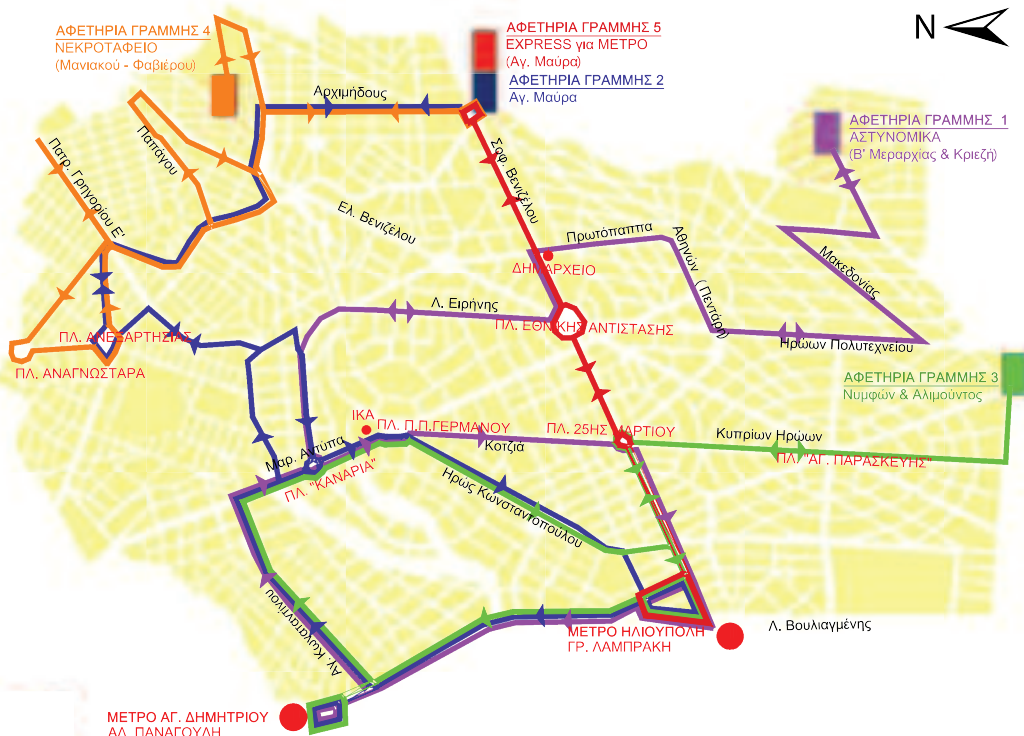 ΑΦΕΤΗΡΙΑ ΓΡΑΜΜΗΣ 4
ΝΕΚΡΟΤΑΦΕΙΟ
(Μανιακού - Φαβιέρου)
ΑΦΕΤΗΡΙΑ ΓΡΑΜΜΗΣ 5
EXPRESS για ΜΕΤΡΟ
(Αγ. Μαύρα)
ΑΦΕΤΗΡΙΑ ΓΡΑΜΜΗΣ 2
Αγ. Μαύρα
N
Αρχιμήδους
ΑΦΕΤΗΡΙΑ ΓΡΑΜΜΗΣ 1
ΑΣΤΥΝΟΜΙΚΑ
(Β' Μεραρχίας & Κριεζή)
Πατρ. Γρηγορίου Ε'
Παπάγου
Σοφ. Βενιζέλου
Ελ. Βενιζέλου
Πρωτόπαππα
Αθηνών ( Πεντάρη)
Μακεδονίας
ΔΗΜΑΡΧΕΙΟ
Λ. Ειρήνης
ΠΛ. ΕΘΝΙΚΗΣ ΑΝΤΙΣΤΑΣΗΣ
Ηρώων Πολυτεχνείου
ΠΛ. ΑΝΕΞΑΡΤΗΣΙΑΣ
ΠΛ. ΑΝΑΓΝΩΣΤΑΡΑ
ΑΦΕΤΗΡΙΑ ΓΡΑΜΜΗΣ 3
Νυμφών & Αλιμούντος
ΙΚΑ
ΠΛ. Π.Π.ΓΕΡΜΑΝΟΥ
ΠΛ. 25ΗΣ ΜΑΡΤΙΟΥ
Κυπρίων Ηρώων
Μαρ. Αντύπα
Κοτζιά
ΠΛ. "ΑΓ. ΠΑΡΑΣΚΕΥΗΣ"
ΠΛ. "ΚΑΝΑΡΙΑ"
Ηρώς Κωνσταντοπούλου
Αγ. Κωνσταντίνου
Λ. Βουλιαγμένης
ΜΕΤΡΟ ΗΛΙΟΥΠΟΛΗ
ΓΡ. ΛΑΜΠΡΑΚΗ
ΜΕΤΡΟ ΑΓ. ΔΗΜΗΤΡΙΟΥ
ΑΛ. ΠΑΝΑΓΟΥΛΗ